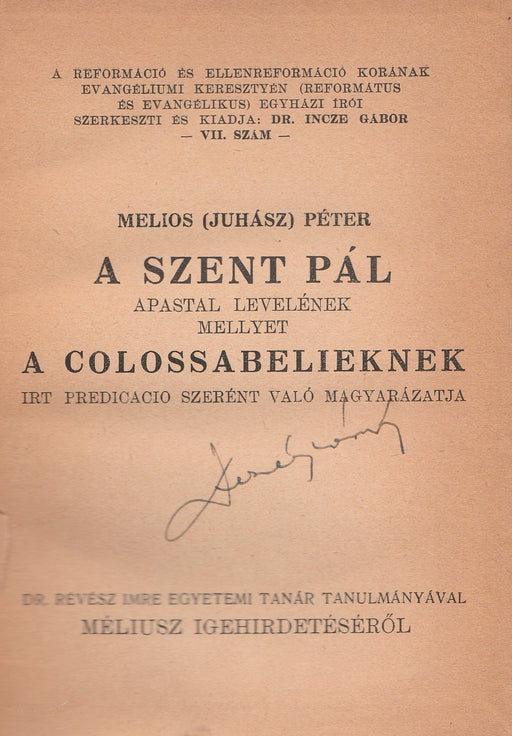 A REFORMÁCIÓ ÉS ELLENREFORMÁCIÓ KORÁNAK
EVANGÉLIUMI KERESZTYÉN (REFORMÁTUS
ÉS EVANGÉLIKUS) EGYHÁZI ÍRÓI
SZERKESZTI ÉS KIADJA: DR. INCZE GÁBOR
— VII. SZÁM —
MELIOS (JUHÁSZ) PÉTER
A SZENT PÁL
APASTAL LEVELÉNEK
MELLYET
A COLOSSABELIEKNEK
IRT PREDICACIO SZERÉNT VALÓ MAGYARÁZATJA
DR. RÉVÉSZ IMRE EGYETEMI TANÁR TANULMÁNYÁVAL
MÉLIUSZ IGEHIRDETÉSÉRŐL